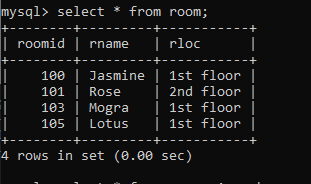 mysql> select * from room;
+--------+---------+-----------+
| roomid | rname   | rloc      |
+--------+---------+-----------+
|    100 | Jasmine | 1st floor |
|    101 | Rose    | 2nd floor |
|    103 | Mogra   | 1st floor |
|    105 | Lotus   | 1st floor |
+--------+---------+-----------+
4 rows in set (0.00 sec)